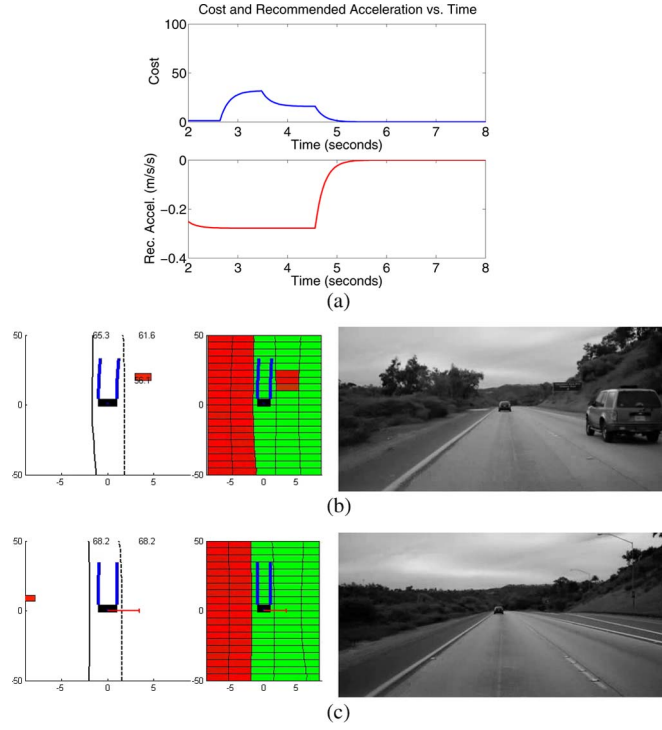 Cost and Recommended Acceleration vs. Time
100
50
0
Cost
2 3 4 5 6 7 8
Time (seconds)
0
−0.2
−0.4
Rec. Accel. (m/s/s)
2 3 4 5 6 7 8
Time (seconds)
(a)
50
0
-50
65.3 61.6
56.1
-5 0 5
50
0
-50
-5 0 5
(b)
50
0
-50
68.2 68.2
-5 0 5
50
0
-50
-5 0 5
(c)